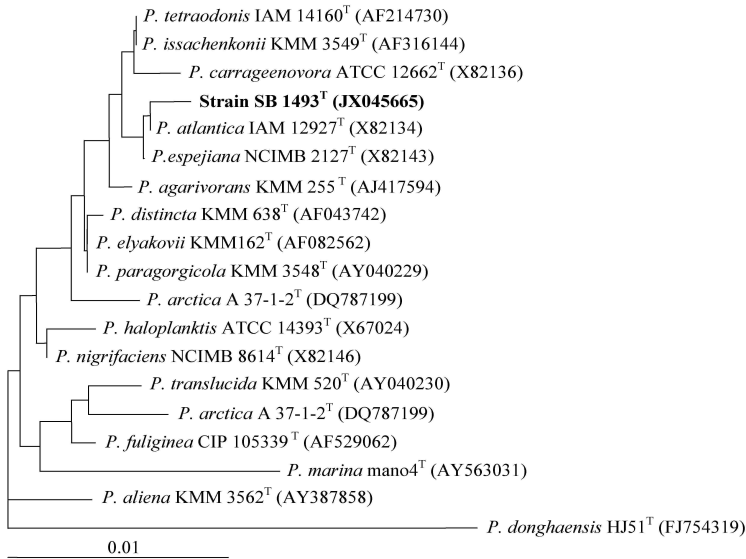 P. tetraodonis IAM 14160T (AF214730)
P. issachenkonii KMM 3549T (AF316144)
P. carrageenovora ATCC 12662T (X82136)
Strain SB 1493T (JX045665)
P. atlantica IAM 12927T (X82134)
P.espejiana NCIMB 2127T (X82143)
P. agarivorans KMM 255 T (AJ417594)
P. distincta KMM 638T (AF043742)
P. elyakovii KMM162T (AF082562)
P. paragorgicola KMM 3548T (AY040229)
P. arctica A 37-1-2T (DQ787199)
P. haloplanktis ATCC 14393T (X67024)
P. nigrifaciens NCIMB 8614T (X82146)
P. translucida KMM 520T (AY040230)
P. arctica A 37-1-2T (DQ787199)
P. fuliginea CIP 105339 T (AF529062)
P. marina mano4T (AY563031)
P. aliena KMM 3562T (AY387858)
P. donghaensis HJ51T (FJ754319)
0.01